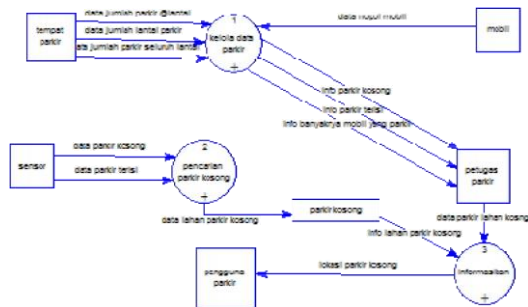 data jumlah parkir @lantai
data jumlah lantai parkir
data jumlah parkir seluruh lantai
tempat
parkir
1
kelola data
parkir
+
data nopol mobil
mobil
info parkir kosong
info parkir terisi
info banyaknya mobil yang parkir
petugas
parkir
sensor
data parkir kosong
data parkir terisi
2
pencarian
parkir kosong
+
data lahan parkir kosong
parkir kosong
info lahan parkir kosong
data parkir lahan kosng
3
+
lokasi parkir kosong
pengguna
parkir